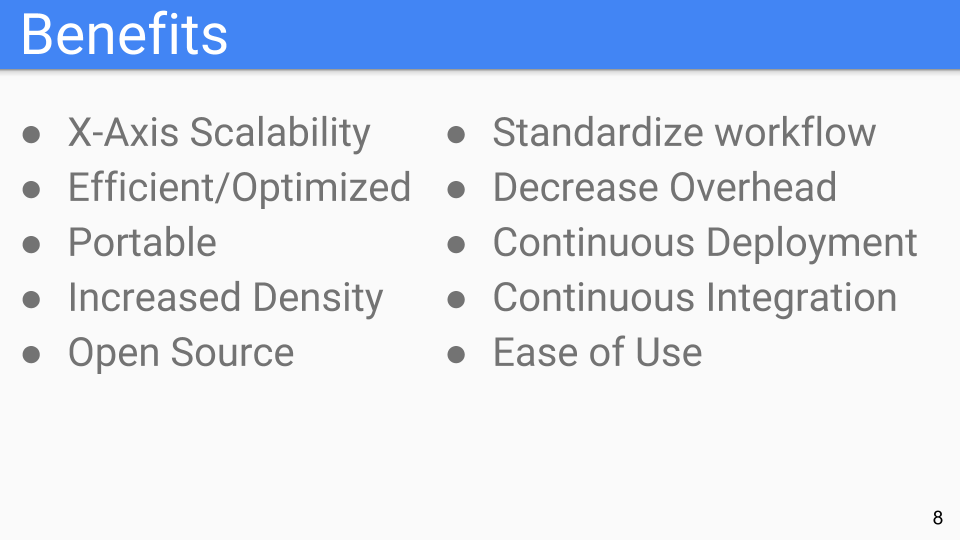 Benefits
● X-Axis Scalability
● Efficient/Optimized
● Portable
● Increased Density
● Open Source
● Standardize workflow
● Decrease Overhead
● Continuous Deployment
● Continuous Integration
● Ease of Use
8